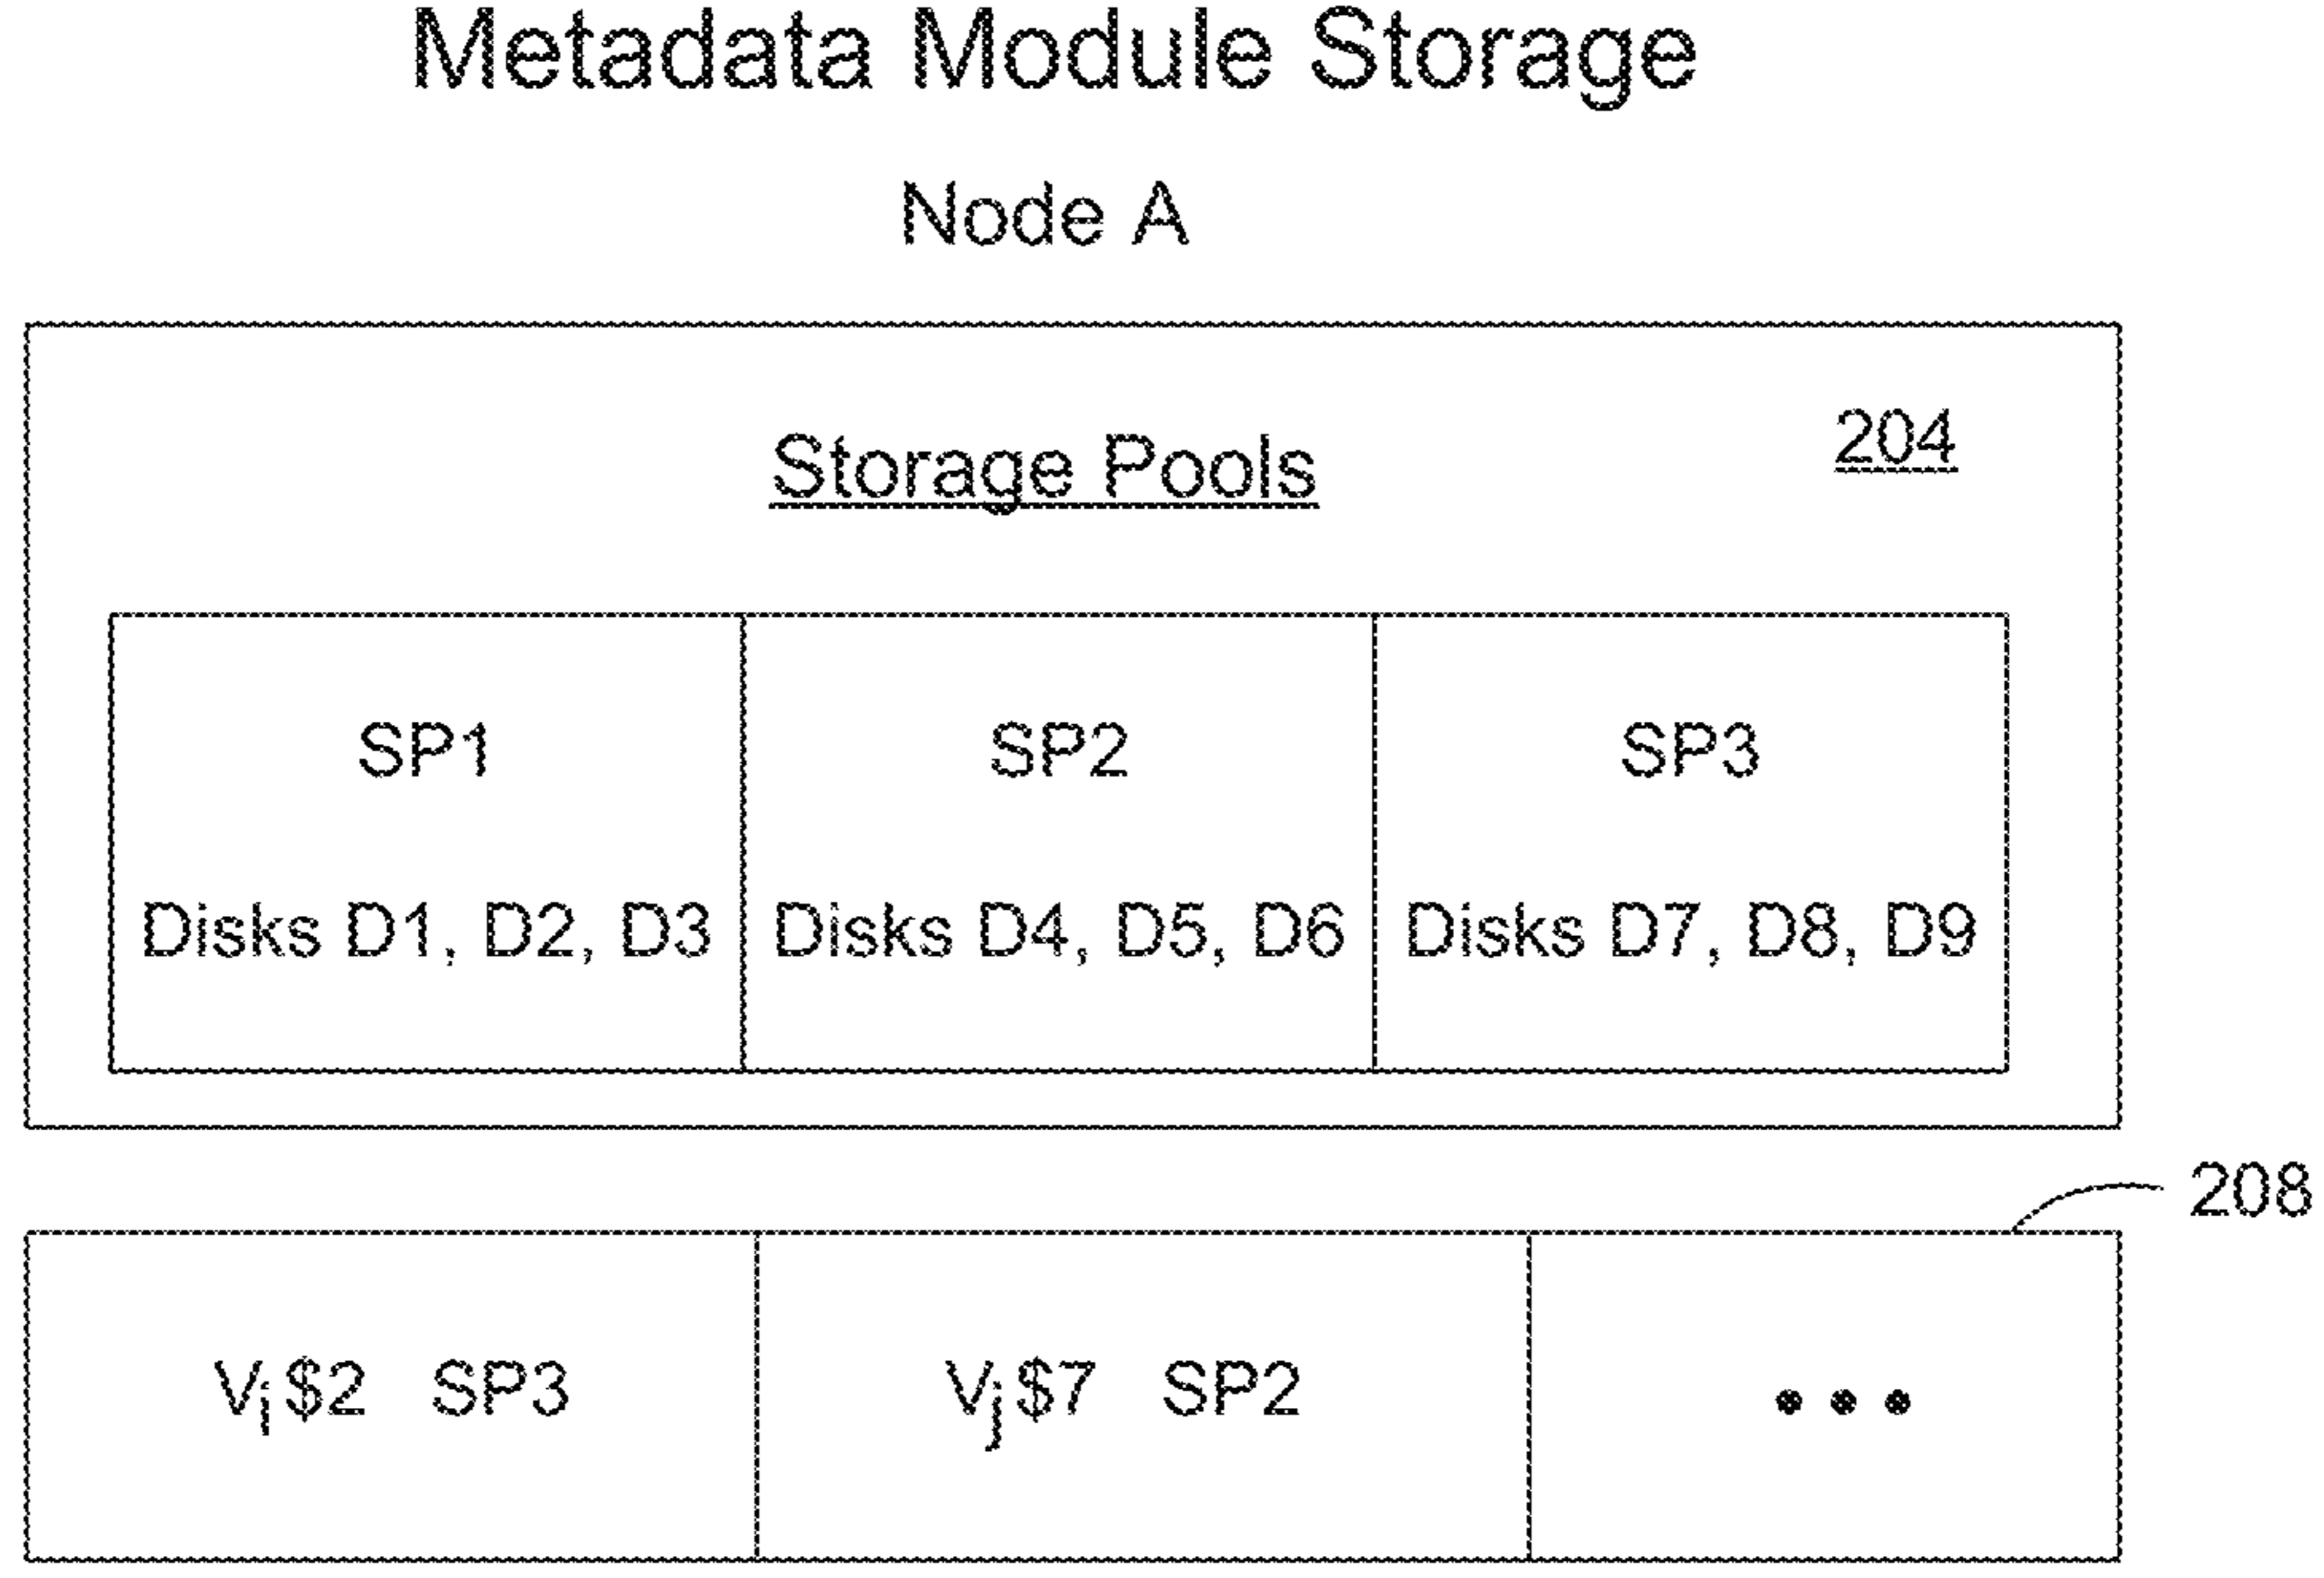 Metadata Module Storage
Node A
Storage Pools 204
SP1 SP2 SP3
Disks D1, D2, D3 Disks D4, D5, D6 Disks D7, D8, D9
208
Vi$2 SP3 Vj$7 SP2 •••